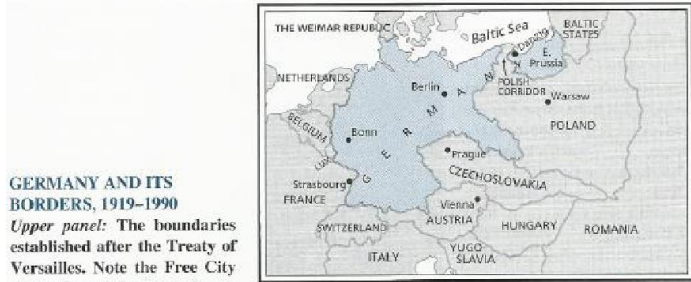 GERMANY AND ITS
BORDERS, 1919–1990
Upper panel: The boundaries
established after the Treaty of
Versailles. Note the Free City
THE WEIMAR REPUBLIC
Baltic Sea
BALTIC
STATES
Danzig
E.
Prussia
NETHERLANDS
Berlin
POLISH
CORRIDOR
Warsaw
POLAND
BELGIUM
Bonn
GERMANY
LUX.
Prague
CZECHOSLOVAKIA
Strasbourg
FRANCE
Vienna
AUSTRIA
SWITZERLAND
HUNGARY
ROMANIA
ITALY
YUGO-
SLAVIA